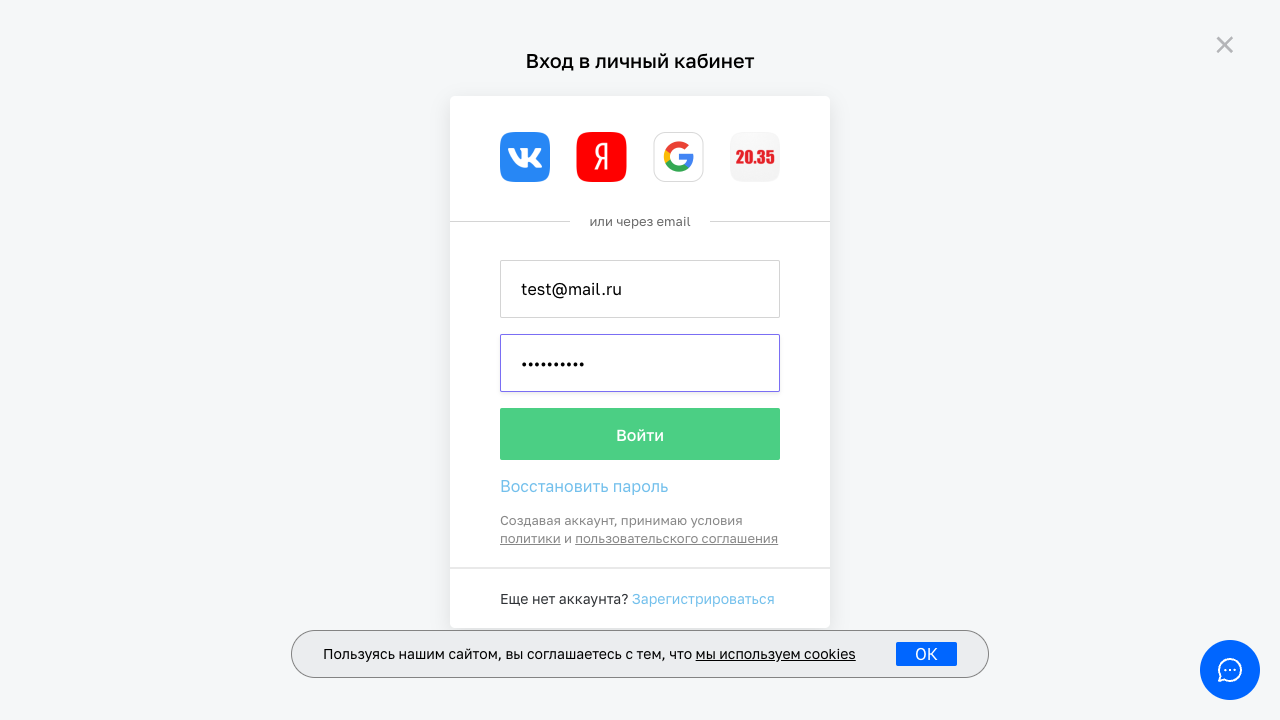 Вход в личный кабинет
20.35
или через email
test@mail.ru
••••••••••
Войти
Восстановить пароль
Создавая аккаунт, принимаю условия
политики и пользовательского соглашения
Еще нет аккаунта? Зарегистрироваться
Пользуясь нашим сайтом, вы соглашаетесь с тем, что мы используем cookies
OK